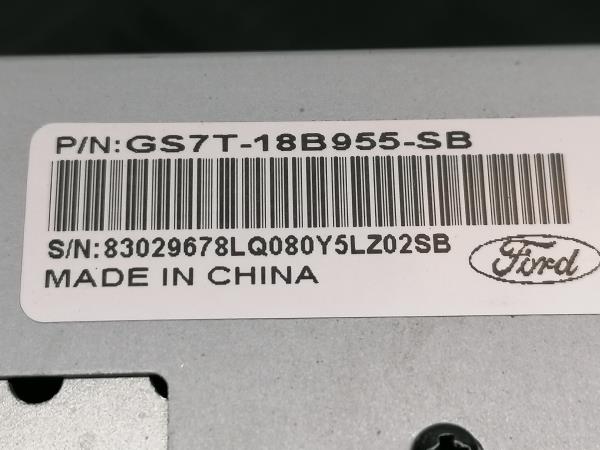 P/N:GS7T-18B955-SB
S/N:83029678LQ080Y5LZ02SB
Ford
MADE IN CHINA